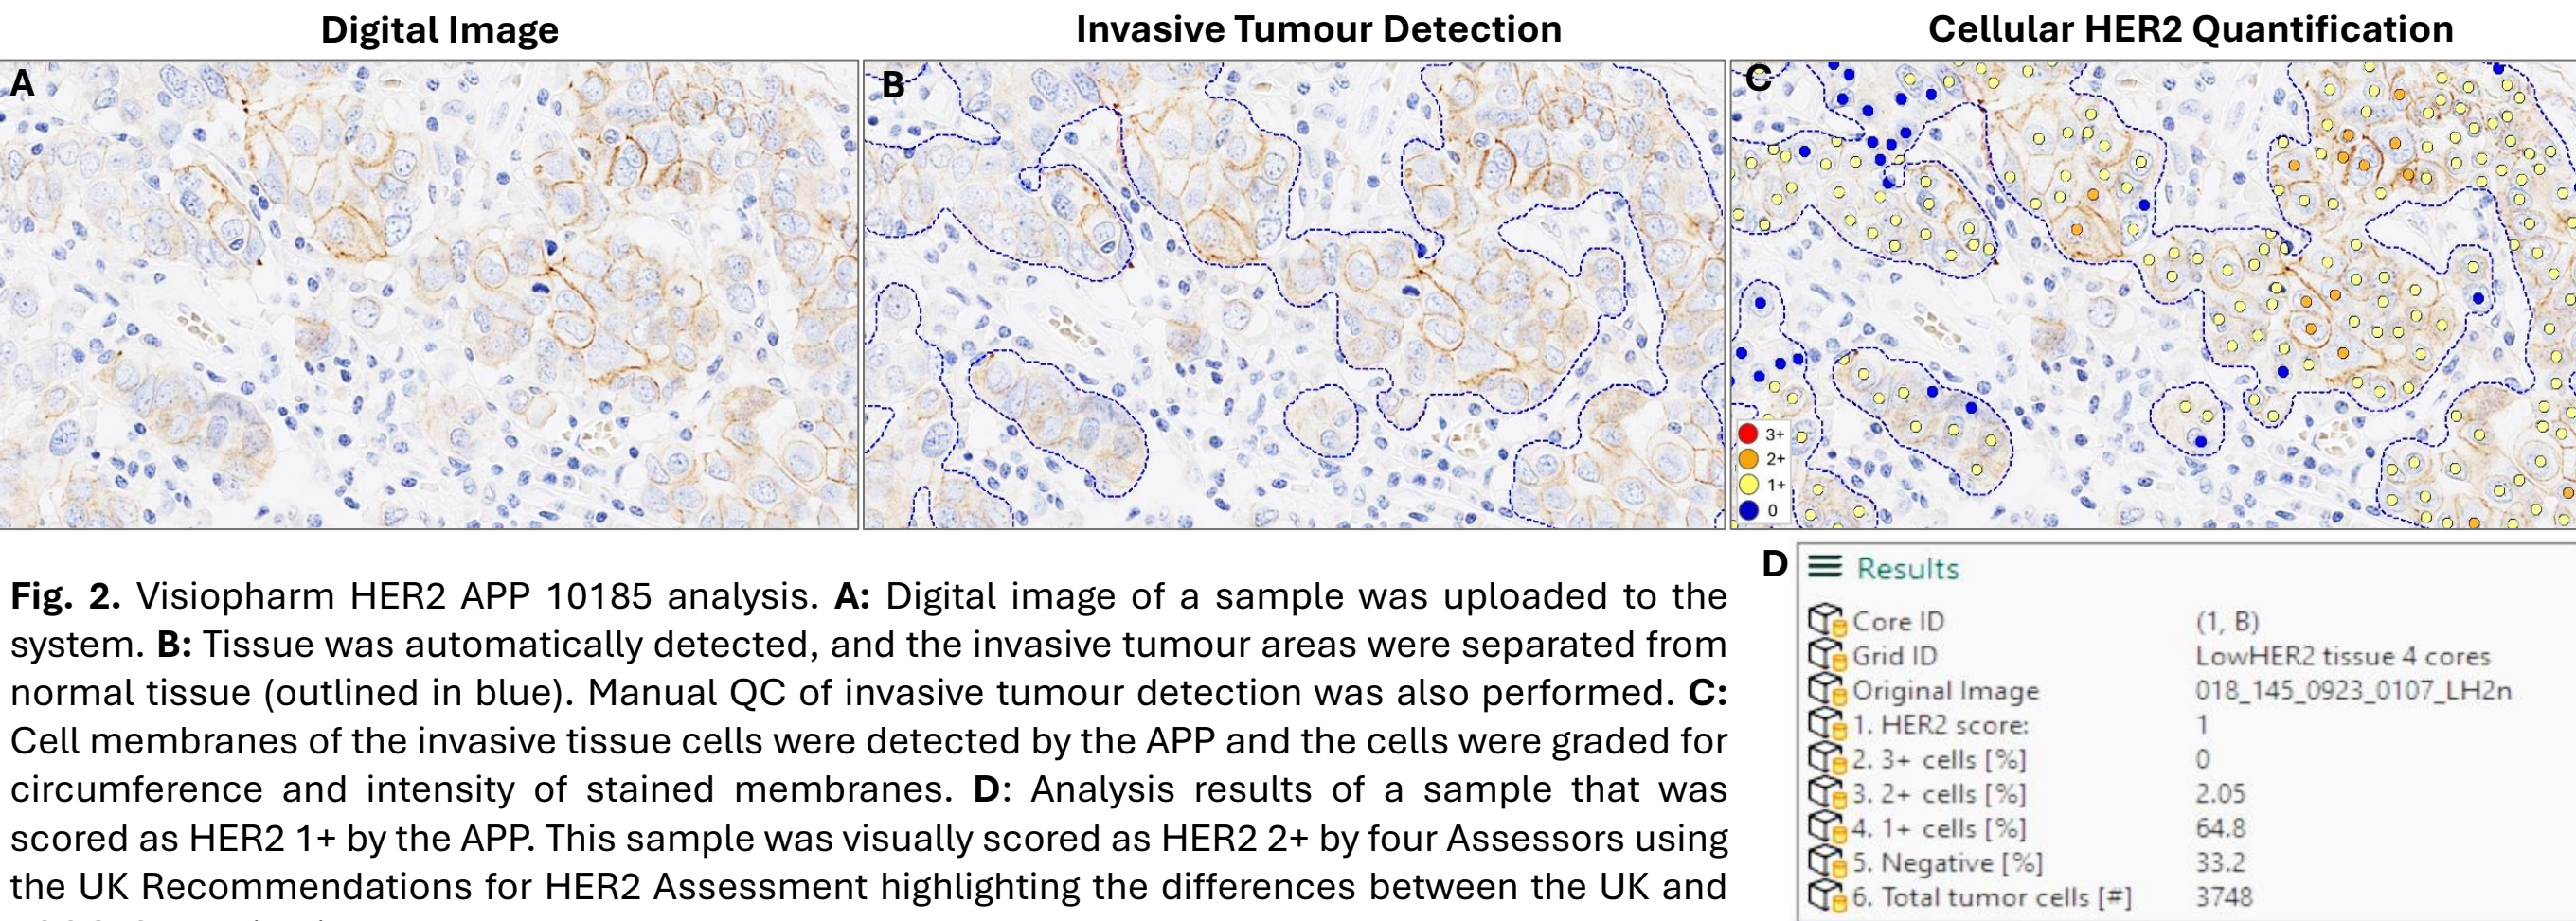 Digital Image
Invasive Tumour Detection
Cellular HER2 Quantification
A
B
C
3+
2+
1+
0
Fig. 2. Visiopharm HER2 APP 10185 analysis. A: Digital image of a sample was uploaded to the
system. B: Tissue was automatically detected, and the invasive tumour areas were separated from
normal tissue (outlined in blue). Manual QC of invasive tumour detection was also performed. C:
Cell membranes of the invasive tissue cells were detected by the APP and the cells were graded for
circumference and intensity of stained membranes. D: Analysis results of a sample that was
scored as HER2 1+ by the APP. This sample was visually scored as HER2 2+ by four Assessors using
the UK Recommendations for HER2 Assessment highlighting the differences between the UK and
D
Results
Core ID (1, B)
Grid ID LowHER2 tissue 4 cores
Original Image 018_145_0923_0107_LH2n
1. HER2 score: 1
2. 3+ cells [%] 0
3. 2+ cells [%] 2.05
4. 1+ cells [%] 64.8
5. Negative [%] 33.2
6. Total tumor cells [#] 3748